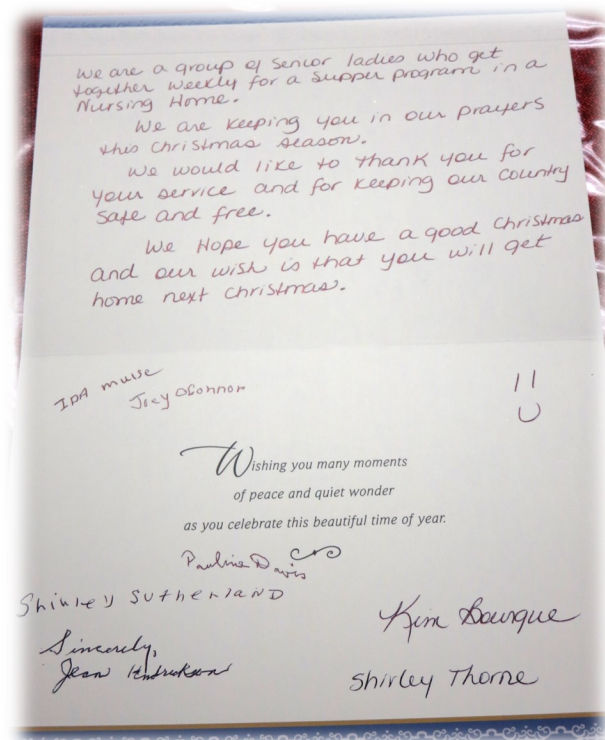 We are a group of Senior ladies who get
together weekly for a Supper program in a
Nursing Home.
We are keeping you in our prayers
this Christmas season.
We would like to thank you for
your service and for keeping our country
safe and free.
We Hope you have a good Christmas
and our wish is that you will get
home next Christmas.
IDA
Joey OConnor
Wishing you many moments
of peace and quiet wonder
as you celebrate this beautiful time of year.
Pauline Davis
Shirley Sutherland
Kim Bourque
Sincerely,
Jean
Shirley Thorne